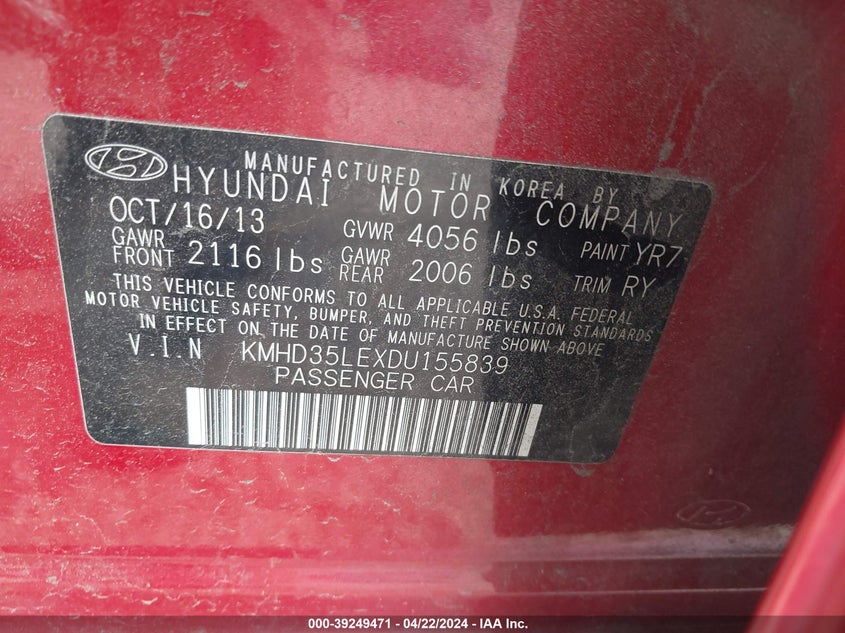 MANUFACTURED IN KOREA BY
HYUNDAI MOTOR COMPANY
OCT/16/13 GVWR 4056 lbs PAINT YR7
GAWR FRONT 2116 lbs GAWR REAR 2006 lbs TRIM RY
THIS VEHICLE CONFORMS TO ALL APPLICABLE U.S.A. FEDERAL
MOTOR VEHICLE SAFETY, BUMPER, AND THEFT PREVENTION STANDARDS
IN EFFECT ON THE DATE OF MANUFACTURE SHOWN ABOVE
V.I.N KMHD35LEXDU155839
PASSENGER CAR
000-39249471 - 04/22/2024 - IAA Inc.